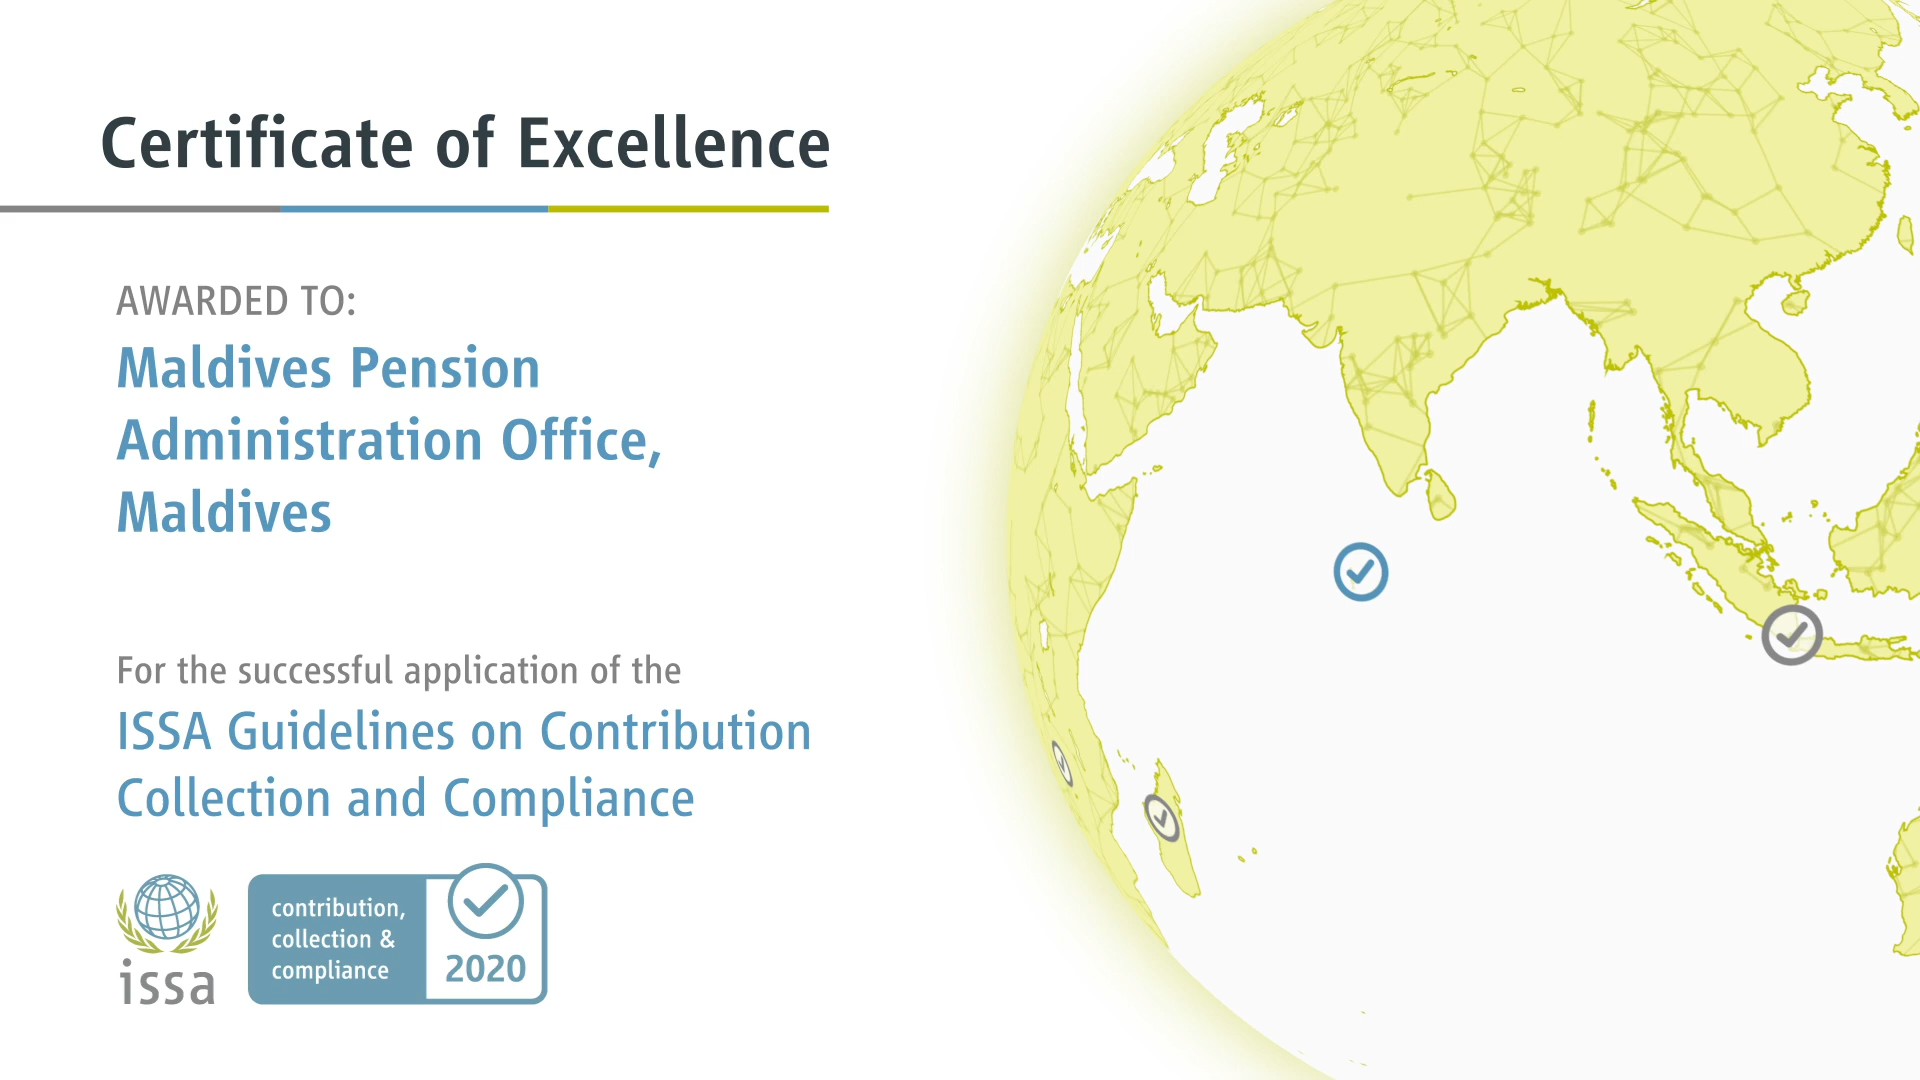 Certificate of Excellence
AWARDED TO:
Maldives Pension
Administration Office,
Maldives
For the successful application of the
ISSA Guidelines on Contribution
Collection and Compliance
issa
contribution,
collection &
compliance
2020